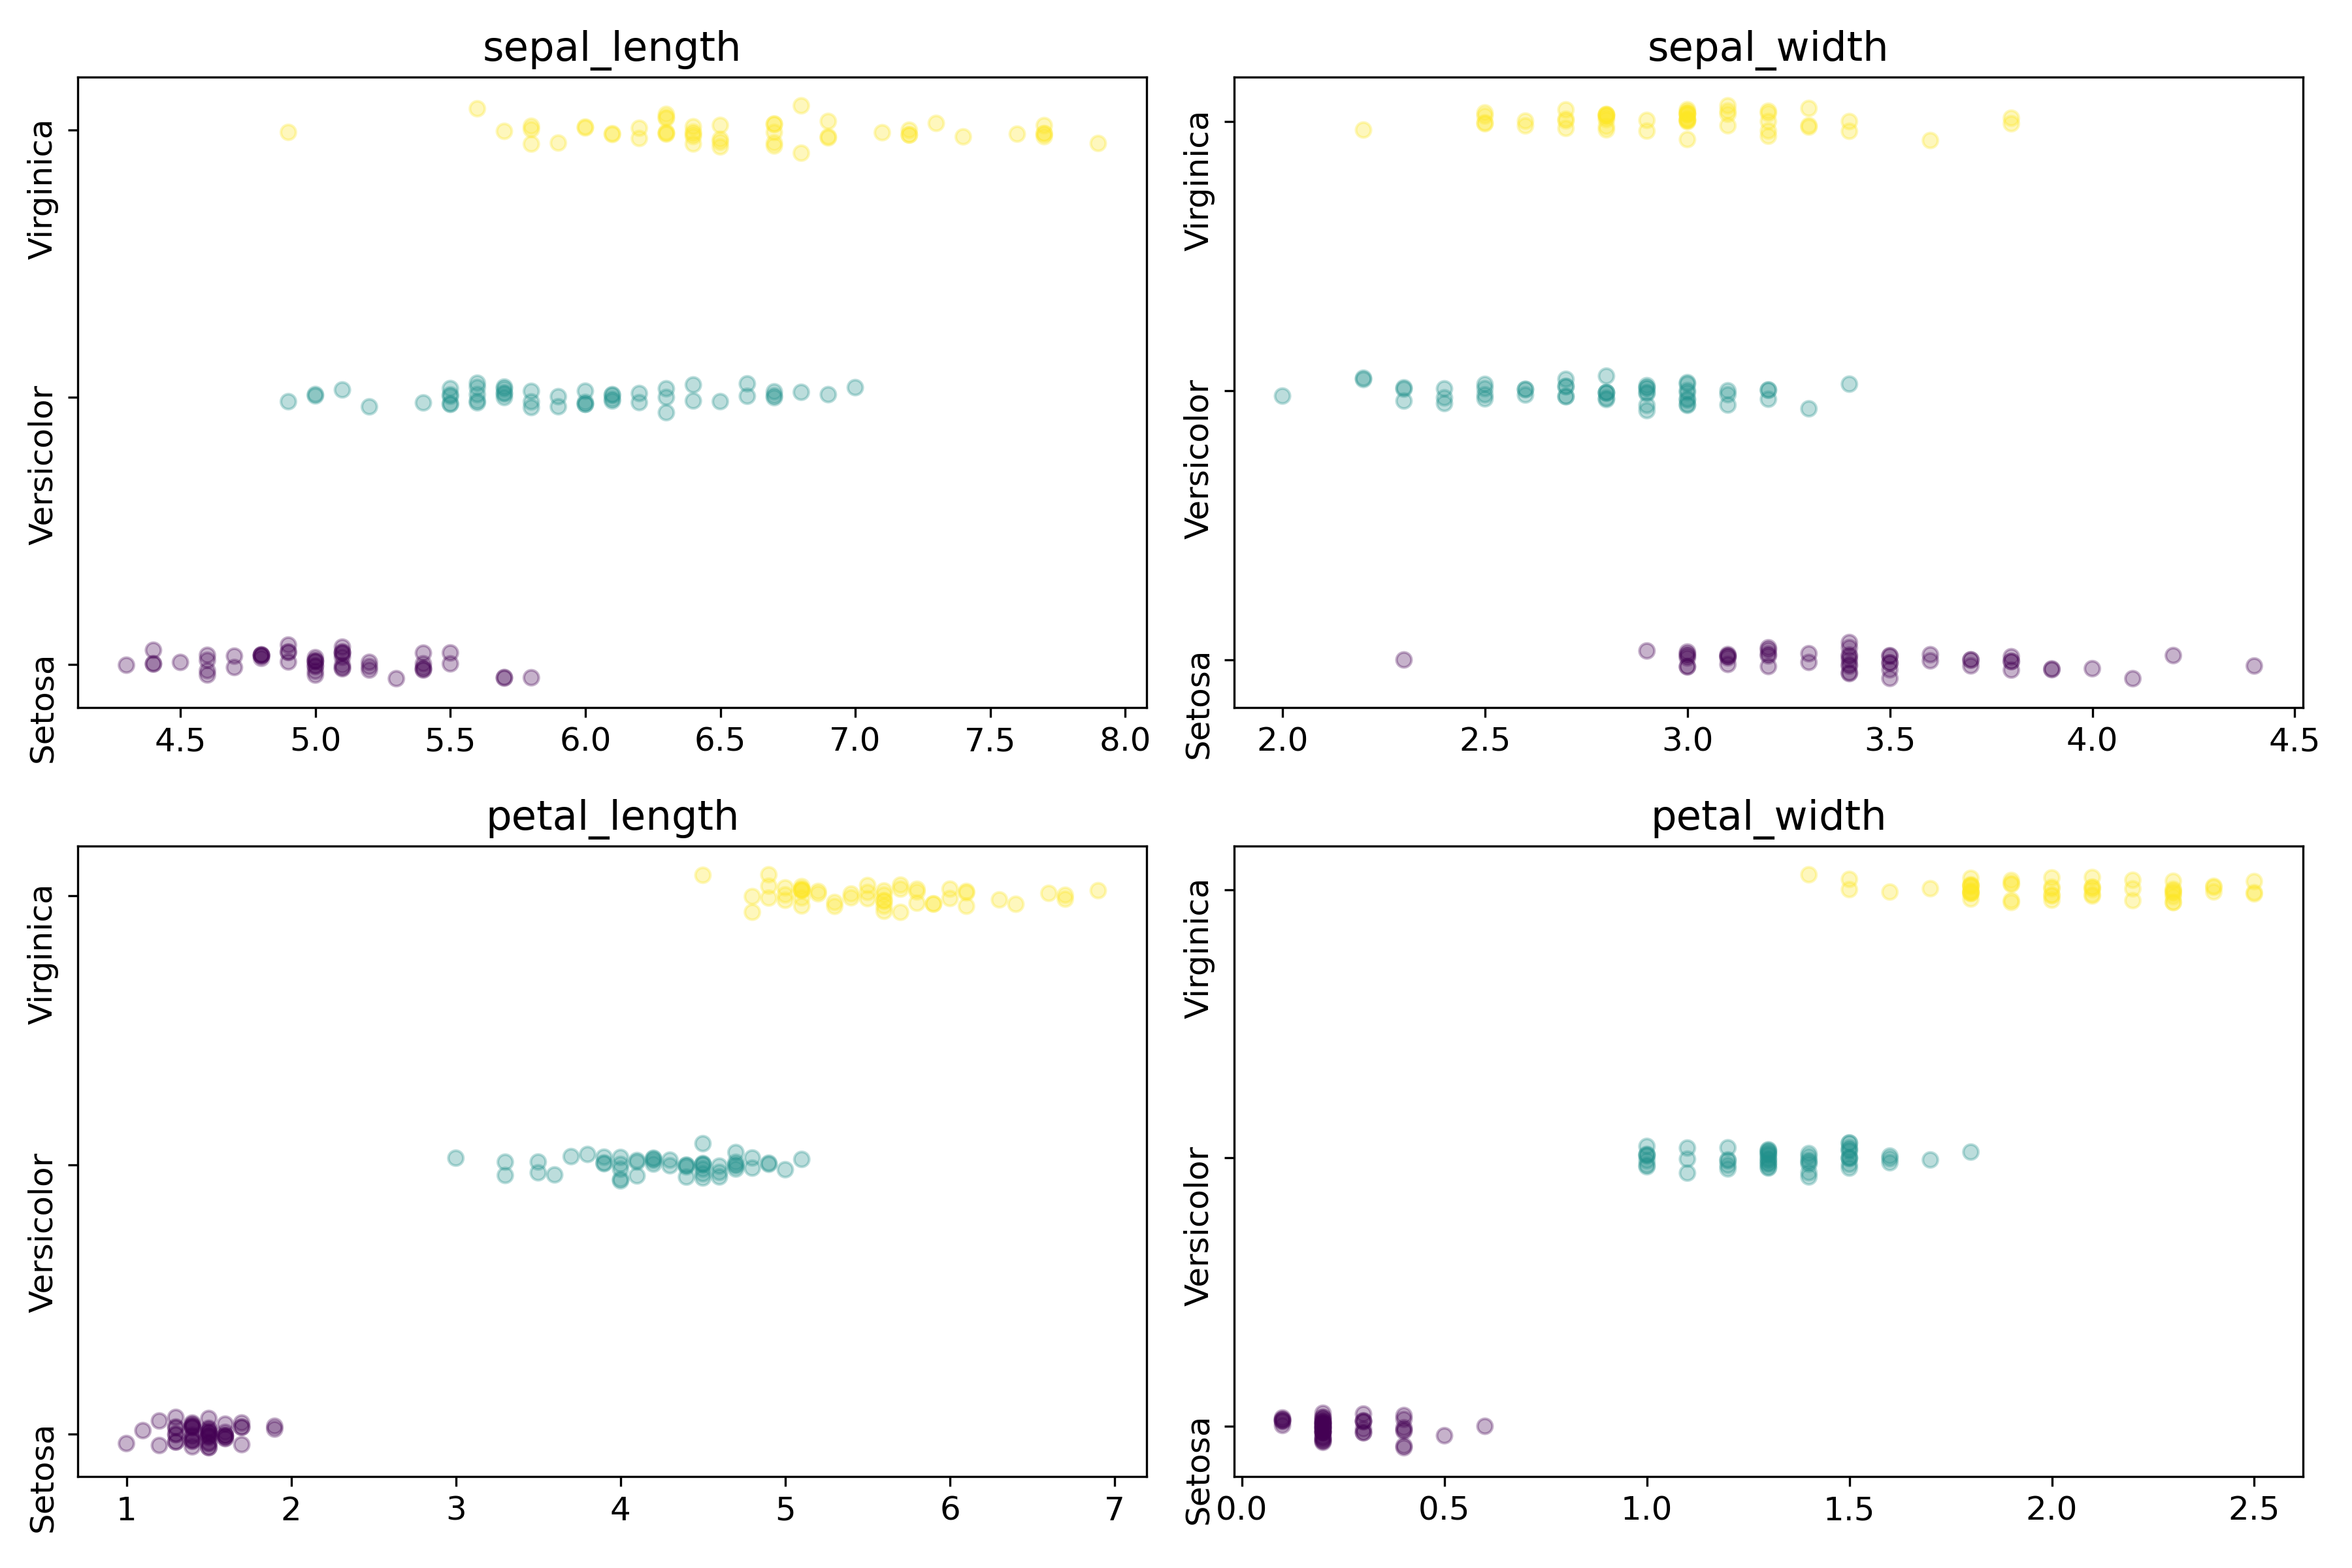 sepal_length
Virginica
Versicolor
Setosa
4.5 5.0 5.5 6.0 6.5 7.0 7.5 8.0
sepal_width
Virginica
Versicolor
Setosa
2.0 2.5 3.0 3.5 4.0 4.5
petal_length
Virginica
Versicolor
Setosa
1 2 3 4 5 6 7
petal_width
Virginica
Versicolor
Setosa
0.0 0.5 1.0 1.5 2.0 2.5